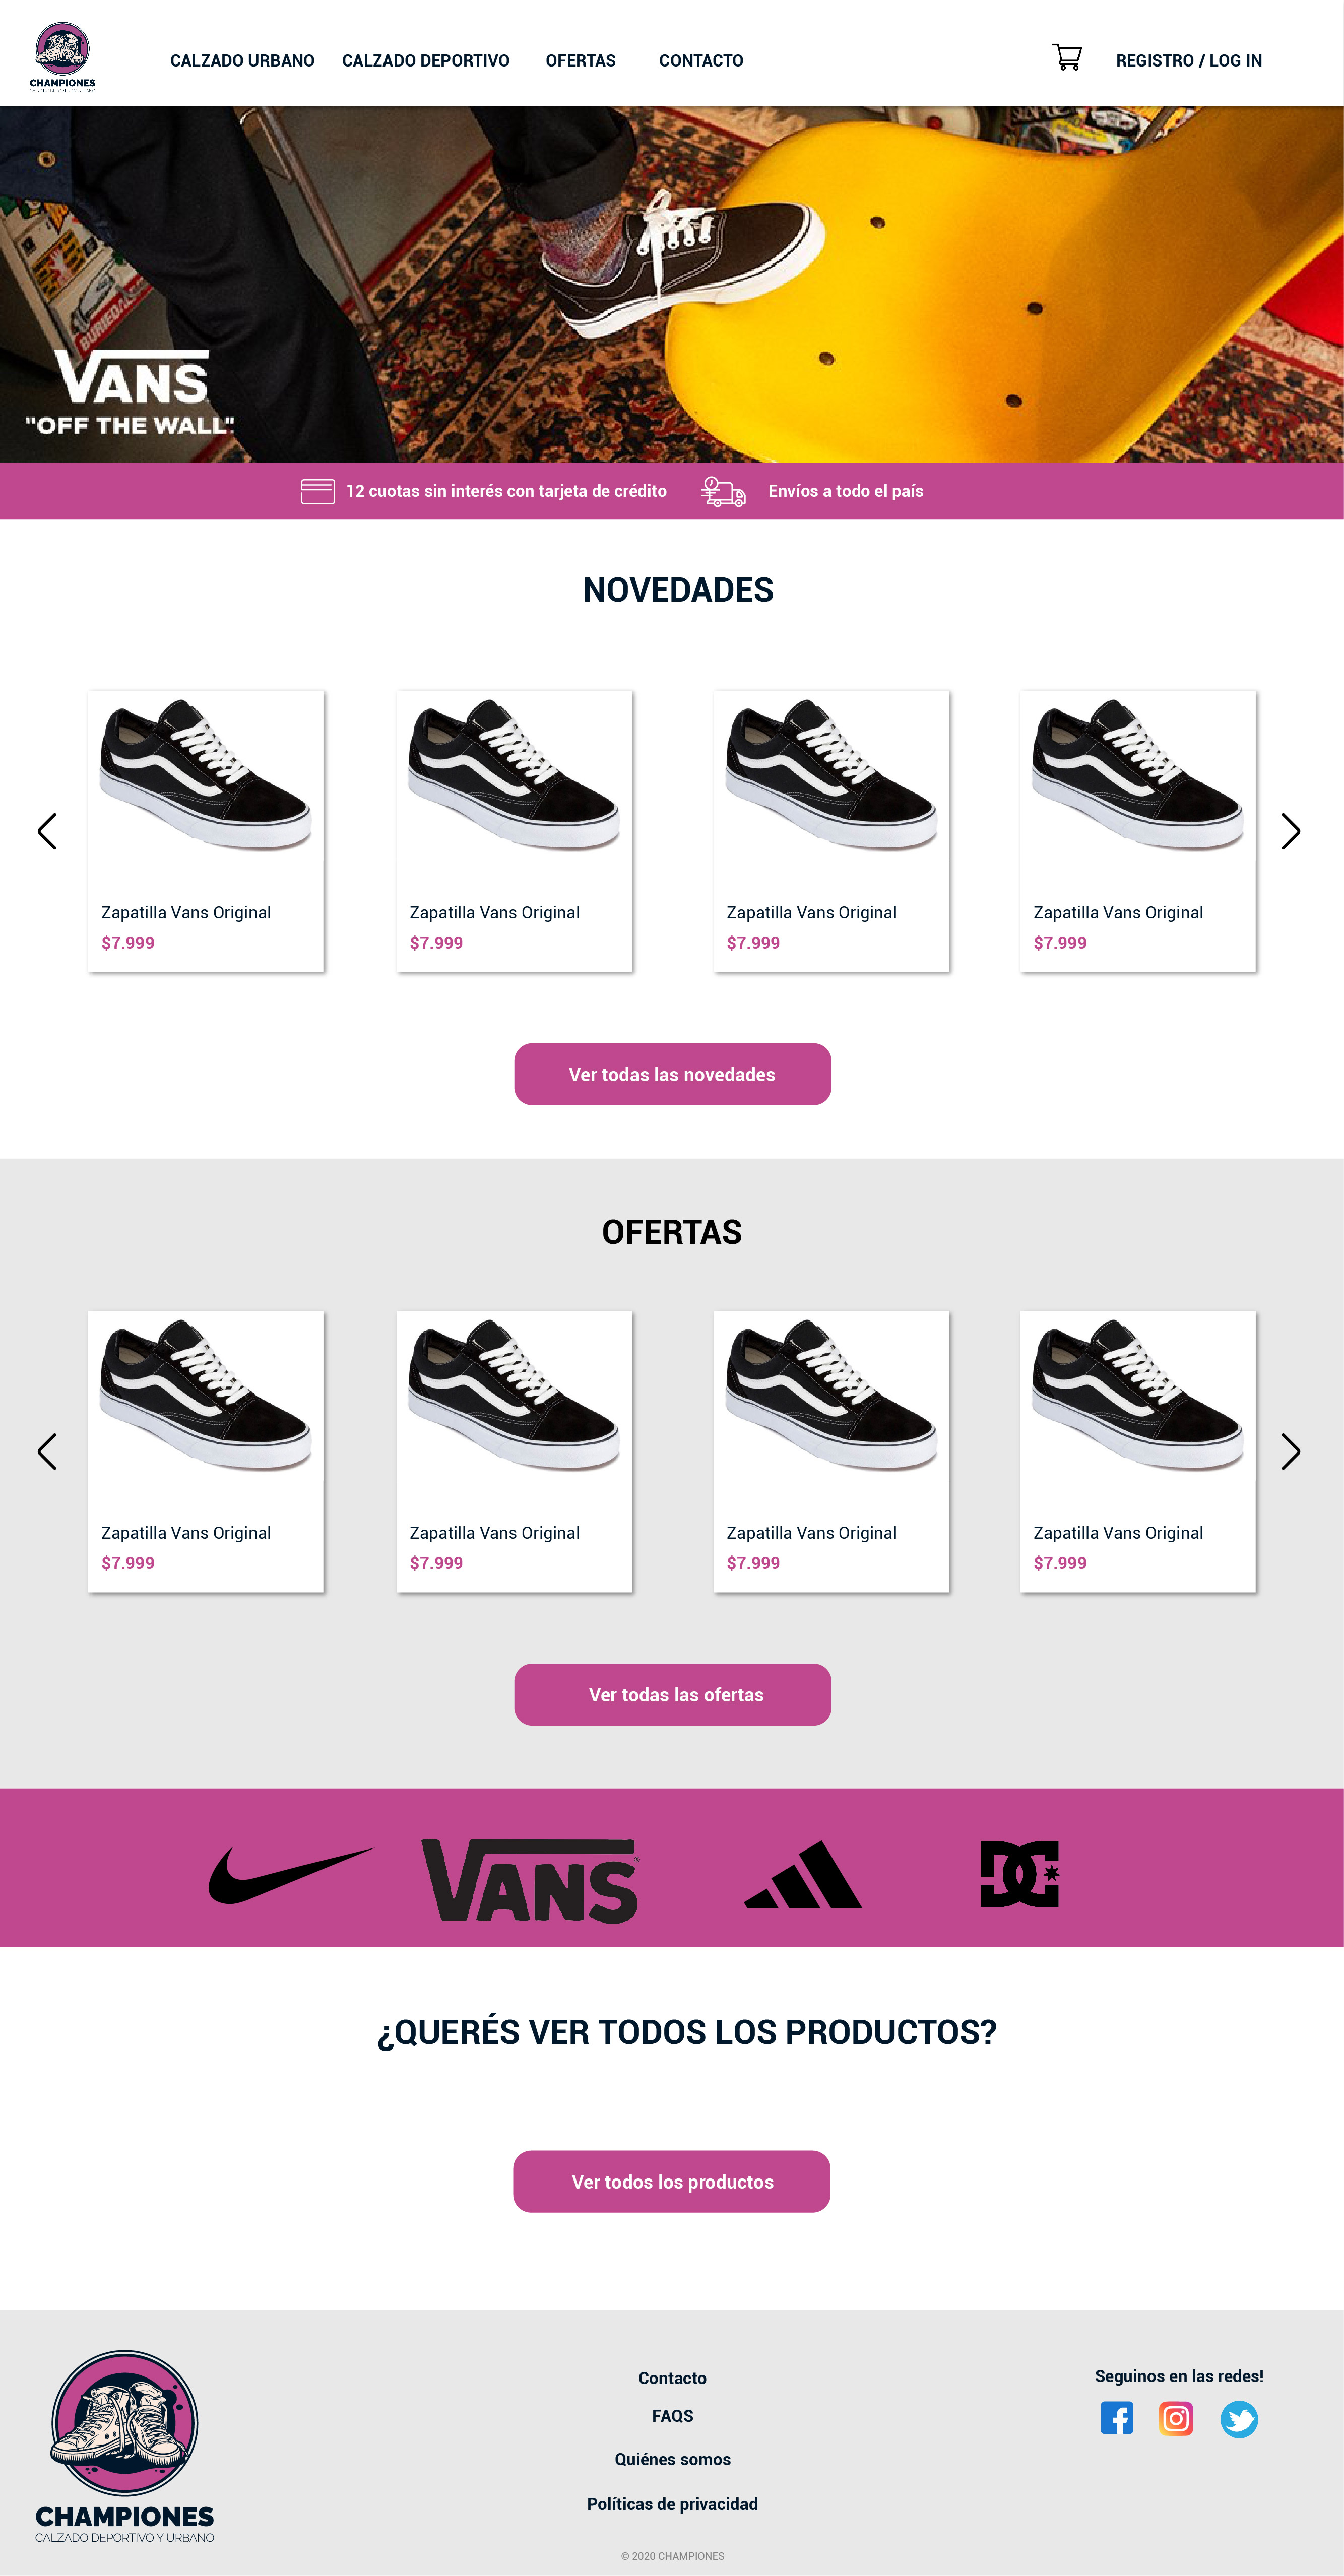 CHAMPIONES
CALZADO URBANO
CALZADO DEPORTIVO
OFERTAS
CONTACTO
REGISTRO / LOG IN
BURIED
VANS
"OFF THE WALL"
12 cuotas sin interés con tarjeta de crédito
Envíos a todo el país
NOVEDADES
Zapatilla Vans Original
$7.999
Zapatilla Vans Original
$7.999
Zapatilla Vans Original
$7.999
Zapatilla Vans Original
$7.999
Ver todas las novedades
OFERTAS
Zapatilla Vans Original
$7.999
Zapatilla Vans Original
$7.999
Zapatilla Vans Original
$7.999
Zapatilla Vans Original
$7.999
Ver todas las ofertas
VANS®
DC
¿QUERÉS VER TODOS LOS PRODUCTOS?
Ver todos los productos
CHAMPIONES
CALZADO DEPORTIVO Y URBANO
Contacto
FAQS
Quiénes somos
Políticas de privacidad
© 2020 CHAMPIONES
Seguinos en las redes!